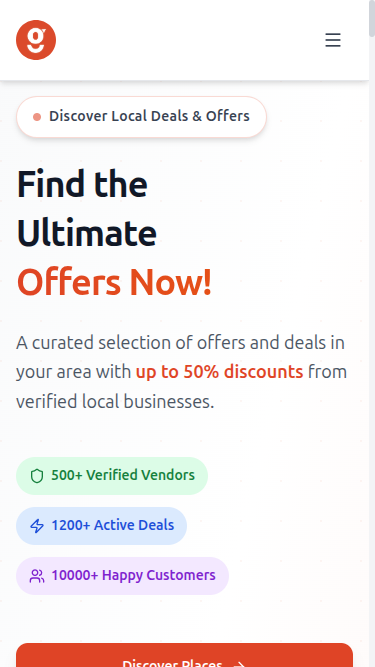 g
Discover Local Deals & Offers
Find the
Ultimate
Offers Now!
A curated selection of offers and deals in
your area with up to 50% discounts from
verified local businesses.
500+ Verified Vendors
1200+ Active Deals
10000+ Happy Customers
Discover Places →